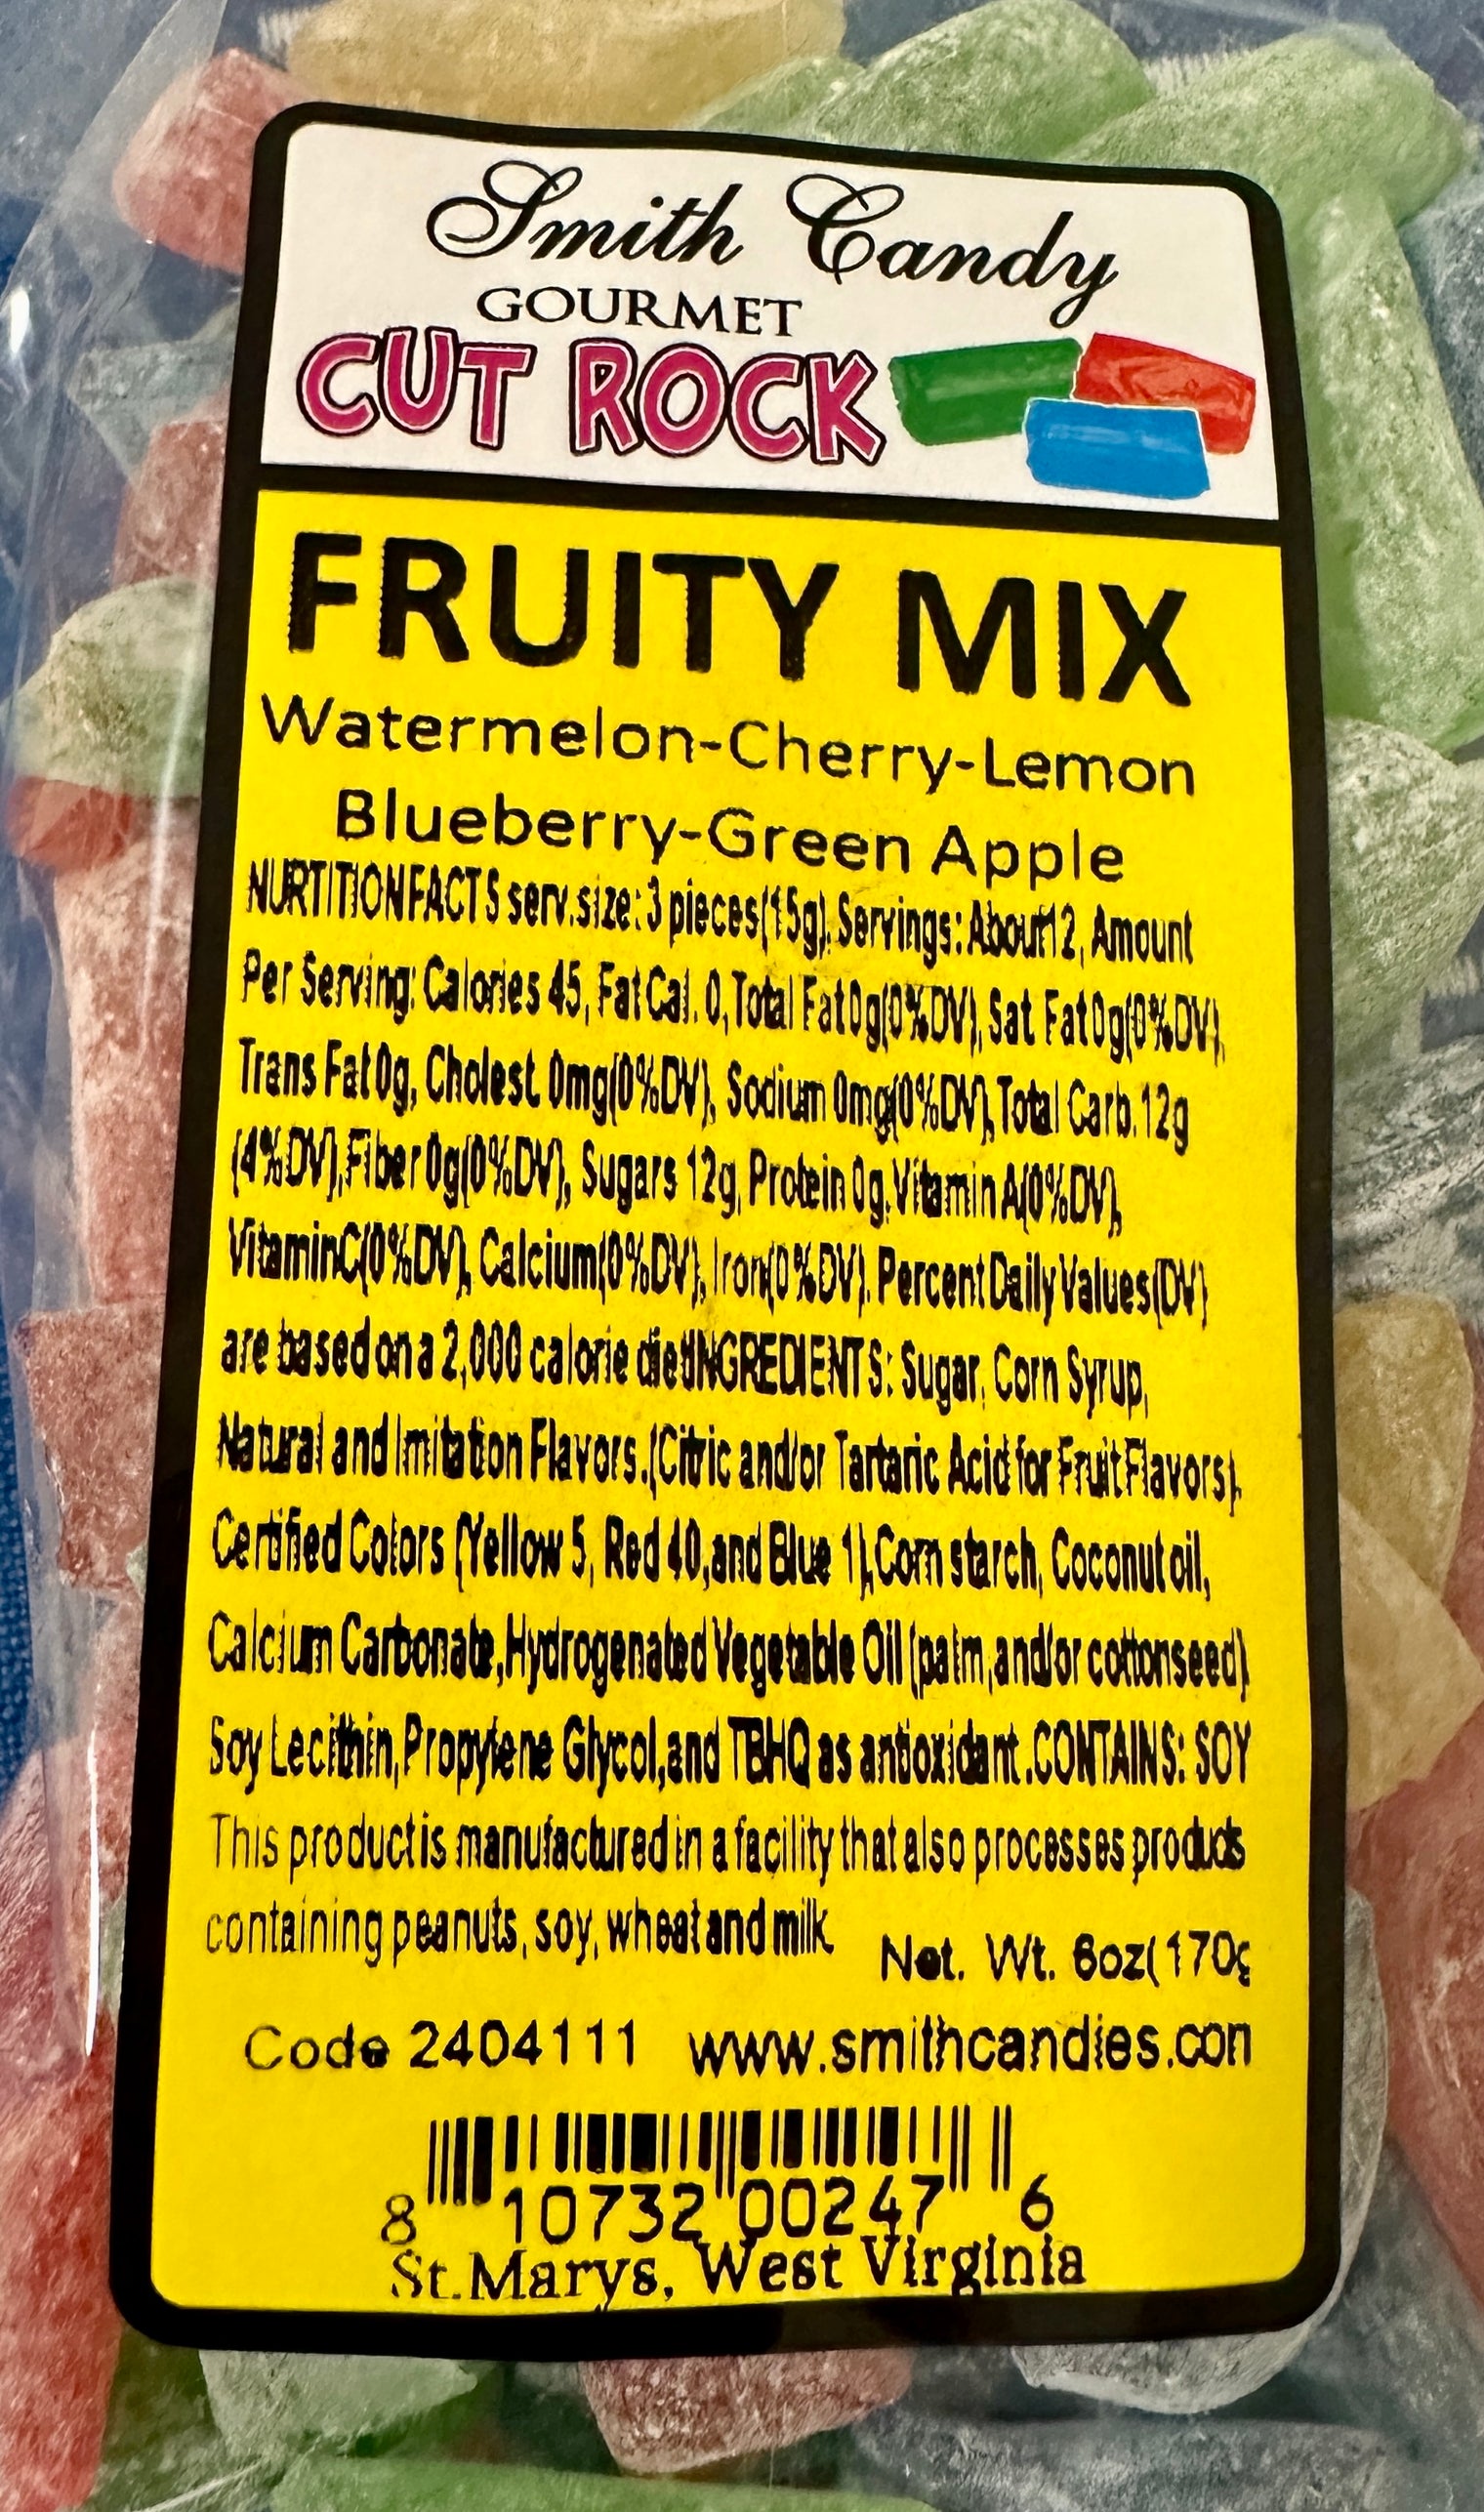 Smith Candy
GOURMET
CUT ROCK
FRUITY MIX
Watermelon-Cherry-Lemon
Blueberry-Green Apple
NURTITION FACTS serv.size: 3 pieces(15g), Servings: About12, Amount
Per Serving: Calories 45, Fat Cal. 0, Total Fat 0g(0%DV), Sat Fat 0g(0%DV),
Trans Fat 0g, Cholest. 0mg(0%DV), Sodium 0mg(0%DV), Total Carb. 12g
(4%DV), Fiber 0g(0%DV), Sugars 12g, Protein 0g, Vitamin A(0%DV),
VitaminC(0%DV), Calcium(0%DV), Iron(0%DV). Percent Daily Values(DV)
are based on a 2,000 calorie diet INGREDIENTS: Sugar, Corn Syrup,
Natural and Imitation Flavors.(Citric and/or Tartaric Acid for Fruit Flavors),
Certified Colors (Yellow 5, Red 40,and Blue 1),Corn starch, Coconut oil,
Calcium Carbonate,Hydrogenated Vegetable Oil (palm,and/or cottonseed)
Soy Lecithin,Propylene Glycol,and TBHQ as antioxidant.CONTAINS: SOY
This product is manufactured in a facility that also processes products
containing peanuts, soy, wheat and milk.
Net. Wt. 6oz(170g
Code 2404111 www.smithcandies.com
8 10732 00247 6
St.Marys, West Virginia